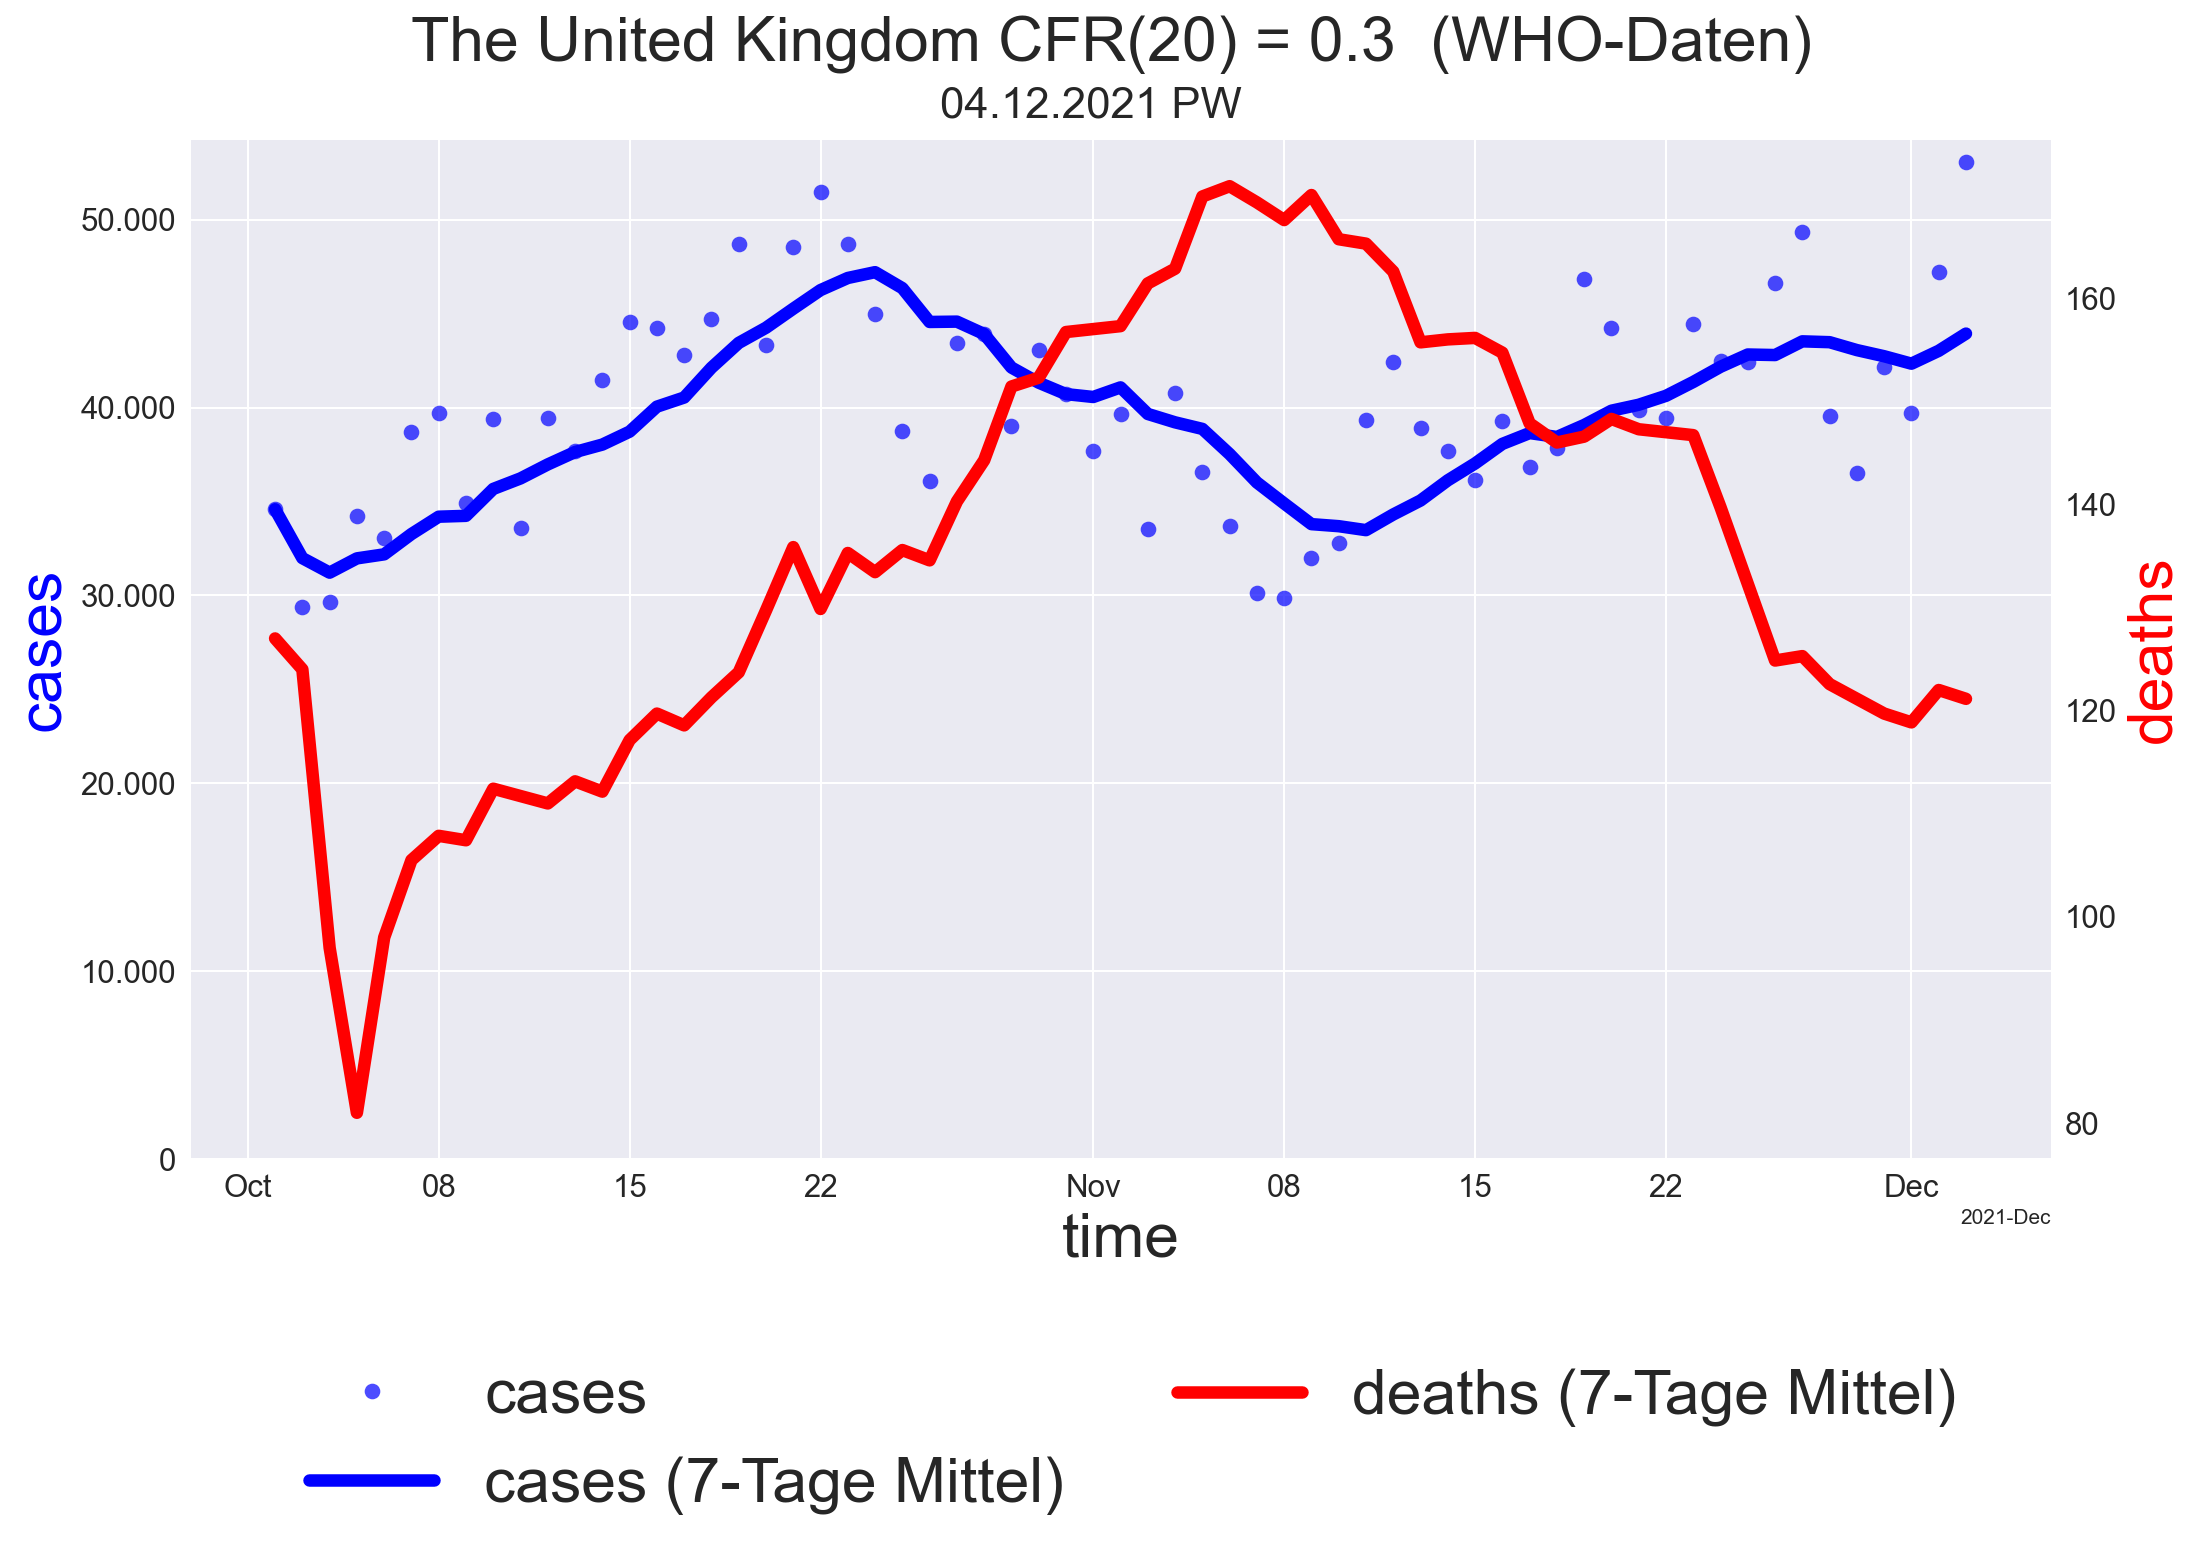 The United Kingdom CFR(20) = 0.3  (WHO-Daten)
04.12.2021 PW
50.000
40.000
30.000
20.000
10.000
0
cases
160
140
120
100
80
deaths
Oct 08 15 22 Nov 08 15 22 Dec
2021-Dec
time
cases
deaths (7-Tage Mittel)
cases (7-Tage Mittel)